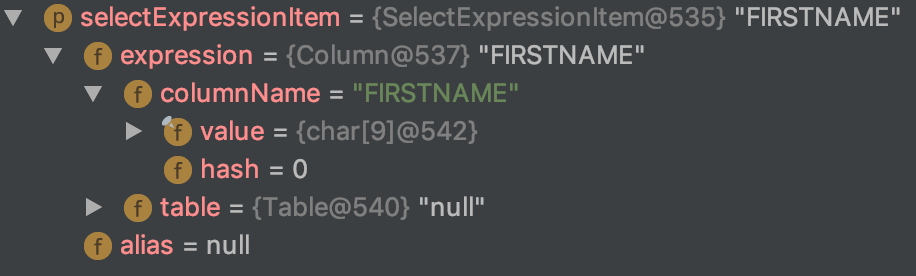 p selectExpressionItem = {SelectExpressionItem@535} "FIRSTNAME"
f expression = {Column@537} "FIRSTNAME"
f columnName = "FIRSTNAME"
f value = {char[9]@542}
f hash = 0
f table = {Table@540} "null"
f alias = null